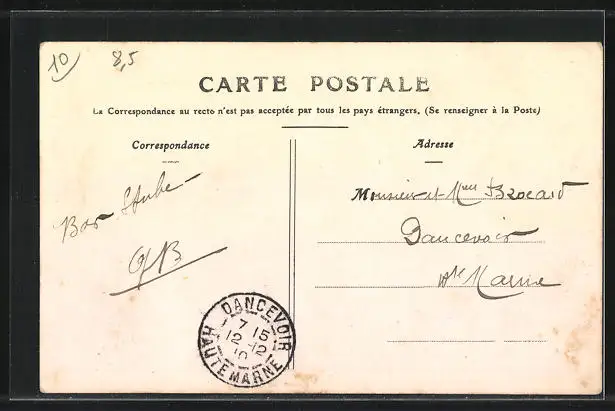 10 8,5
CARTE POSTALE
La Correspondance au recto n'est pas acceptée par tous les pays étrangers. (Se renseigner à la Poste)
Correspondance
Adresse
Monsieur et Mme Brocard
Dancevoir
Hte Marne
Bar s/Aube
DANCEVOIR
7 15
12 12
10
HAUTE MARNE